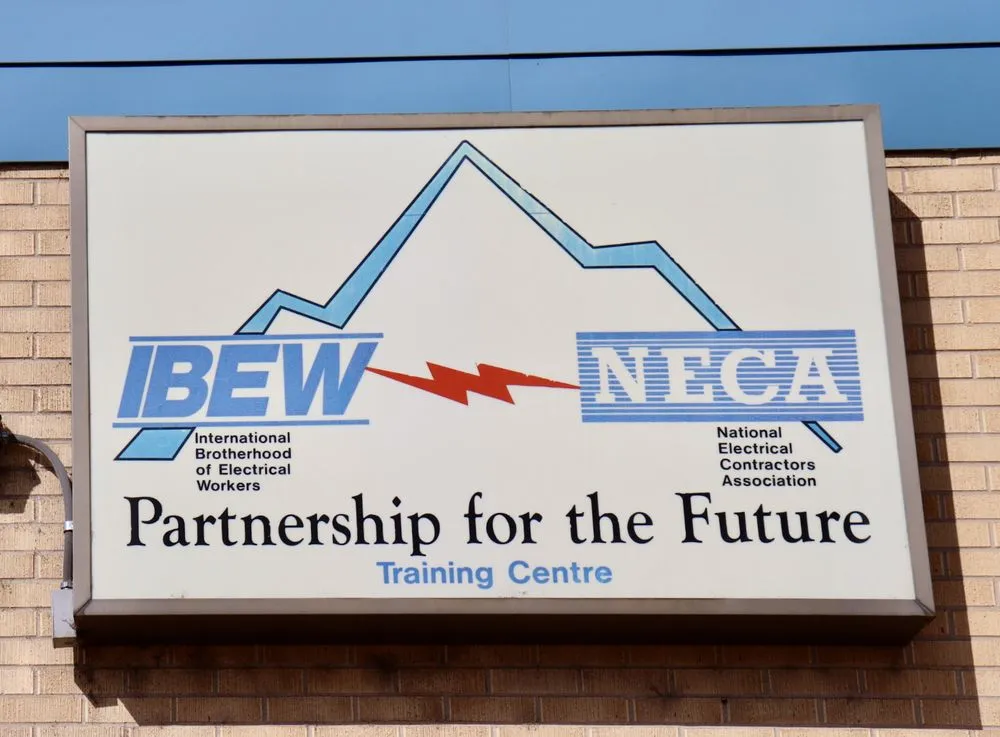 IBEW
NECA
International
Brotherhood
of Electrical
Workers
National
Electrical
Contractors
Association
Partnership for the Future
Training Centre